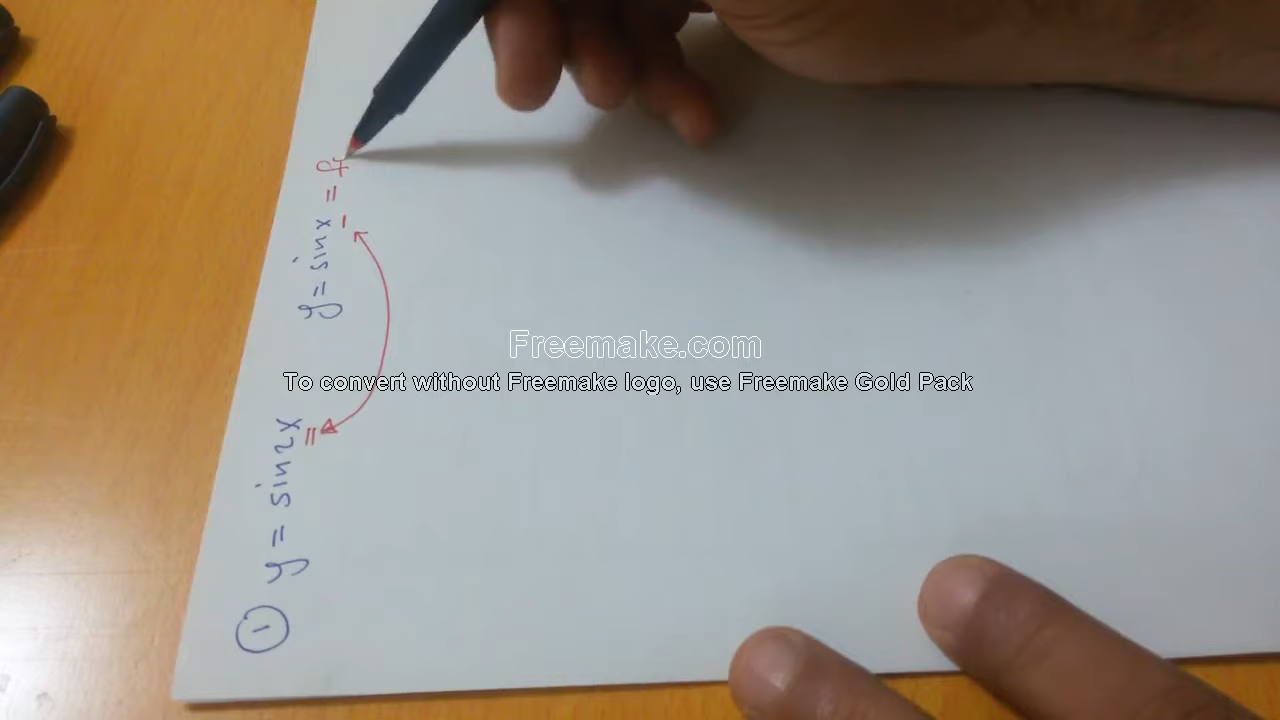 ① y = sin2x y = sinx = f
Freemake.com
To convert without Freemake logo, use Freemake Gold Pack